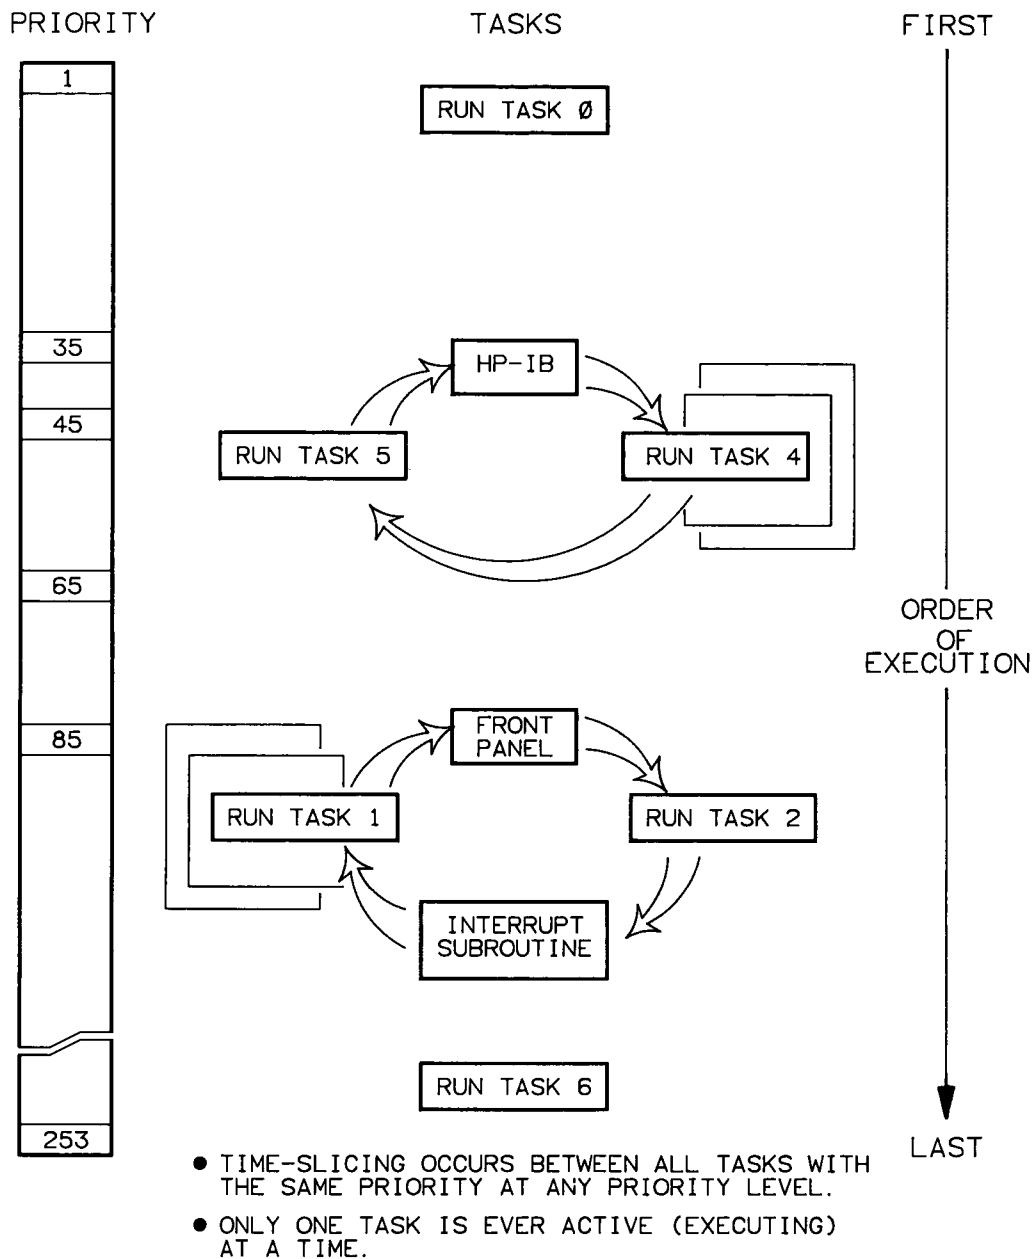 PRIORITY
TASKS
FIRST
1
RUN TASK Ø
35
HP-IB
45
RUN TASK 5
RUN TASK 4
65
ORDER
OF
EXECUTION
85
FRONT
PANEL
RUN TASK 1
RUN TASK 2
INTERRUPT
SUBROUTINE
RUN TASK 6
253
LAST
● TIME-SLICING OCCURS BETWEEN ALL TASKS WITH
THE SAME PRIORITY AT ANY PRIORITY LEVEL.
● ONLY ONE TASK IS EVER ACTIVE (EXECUTING)
AT A TIME.